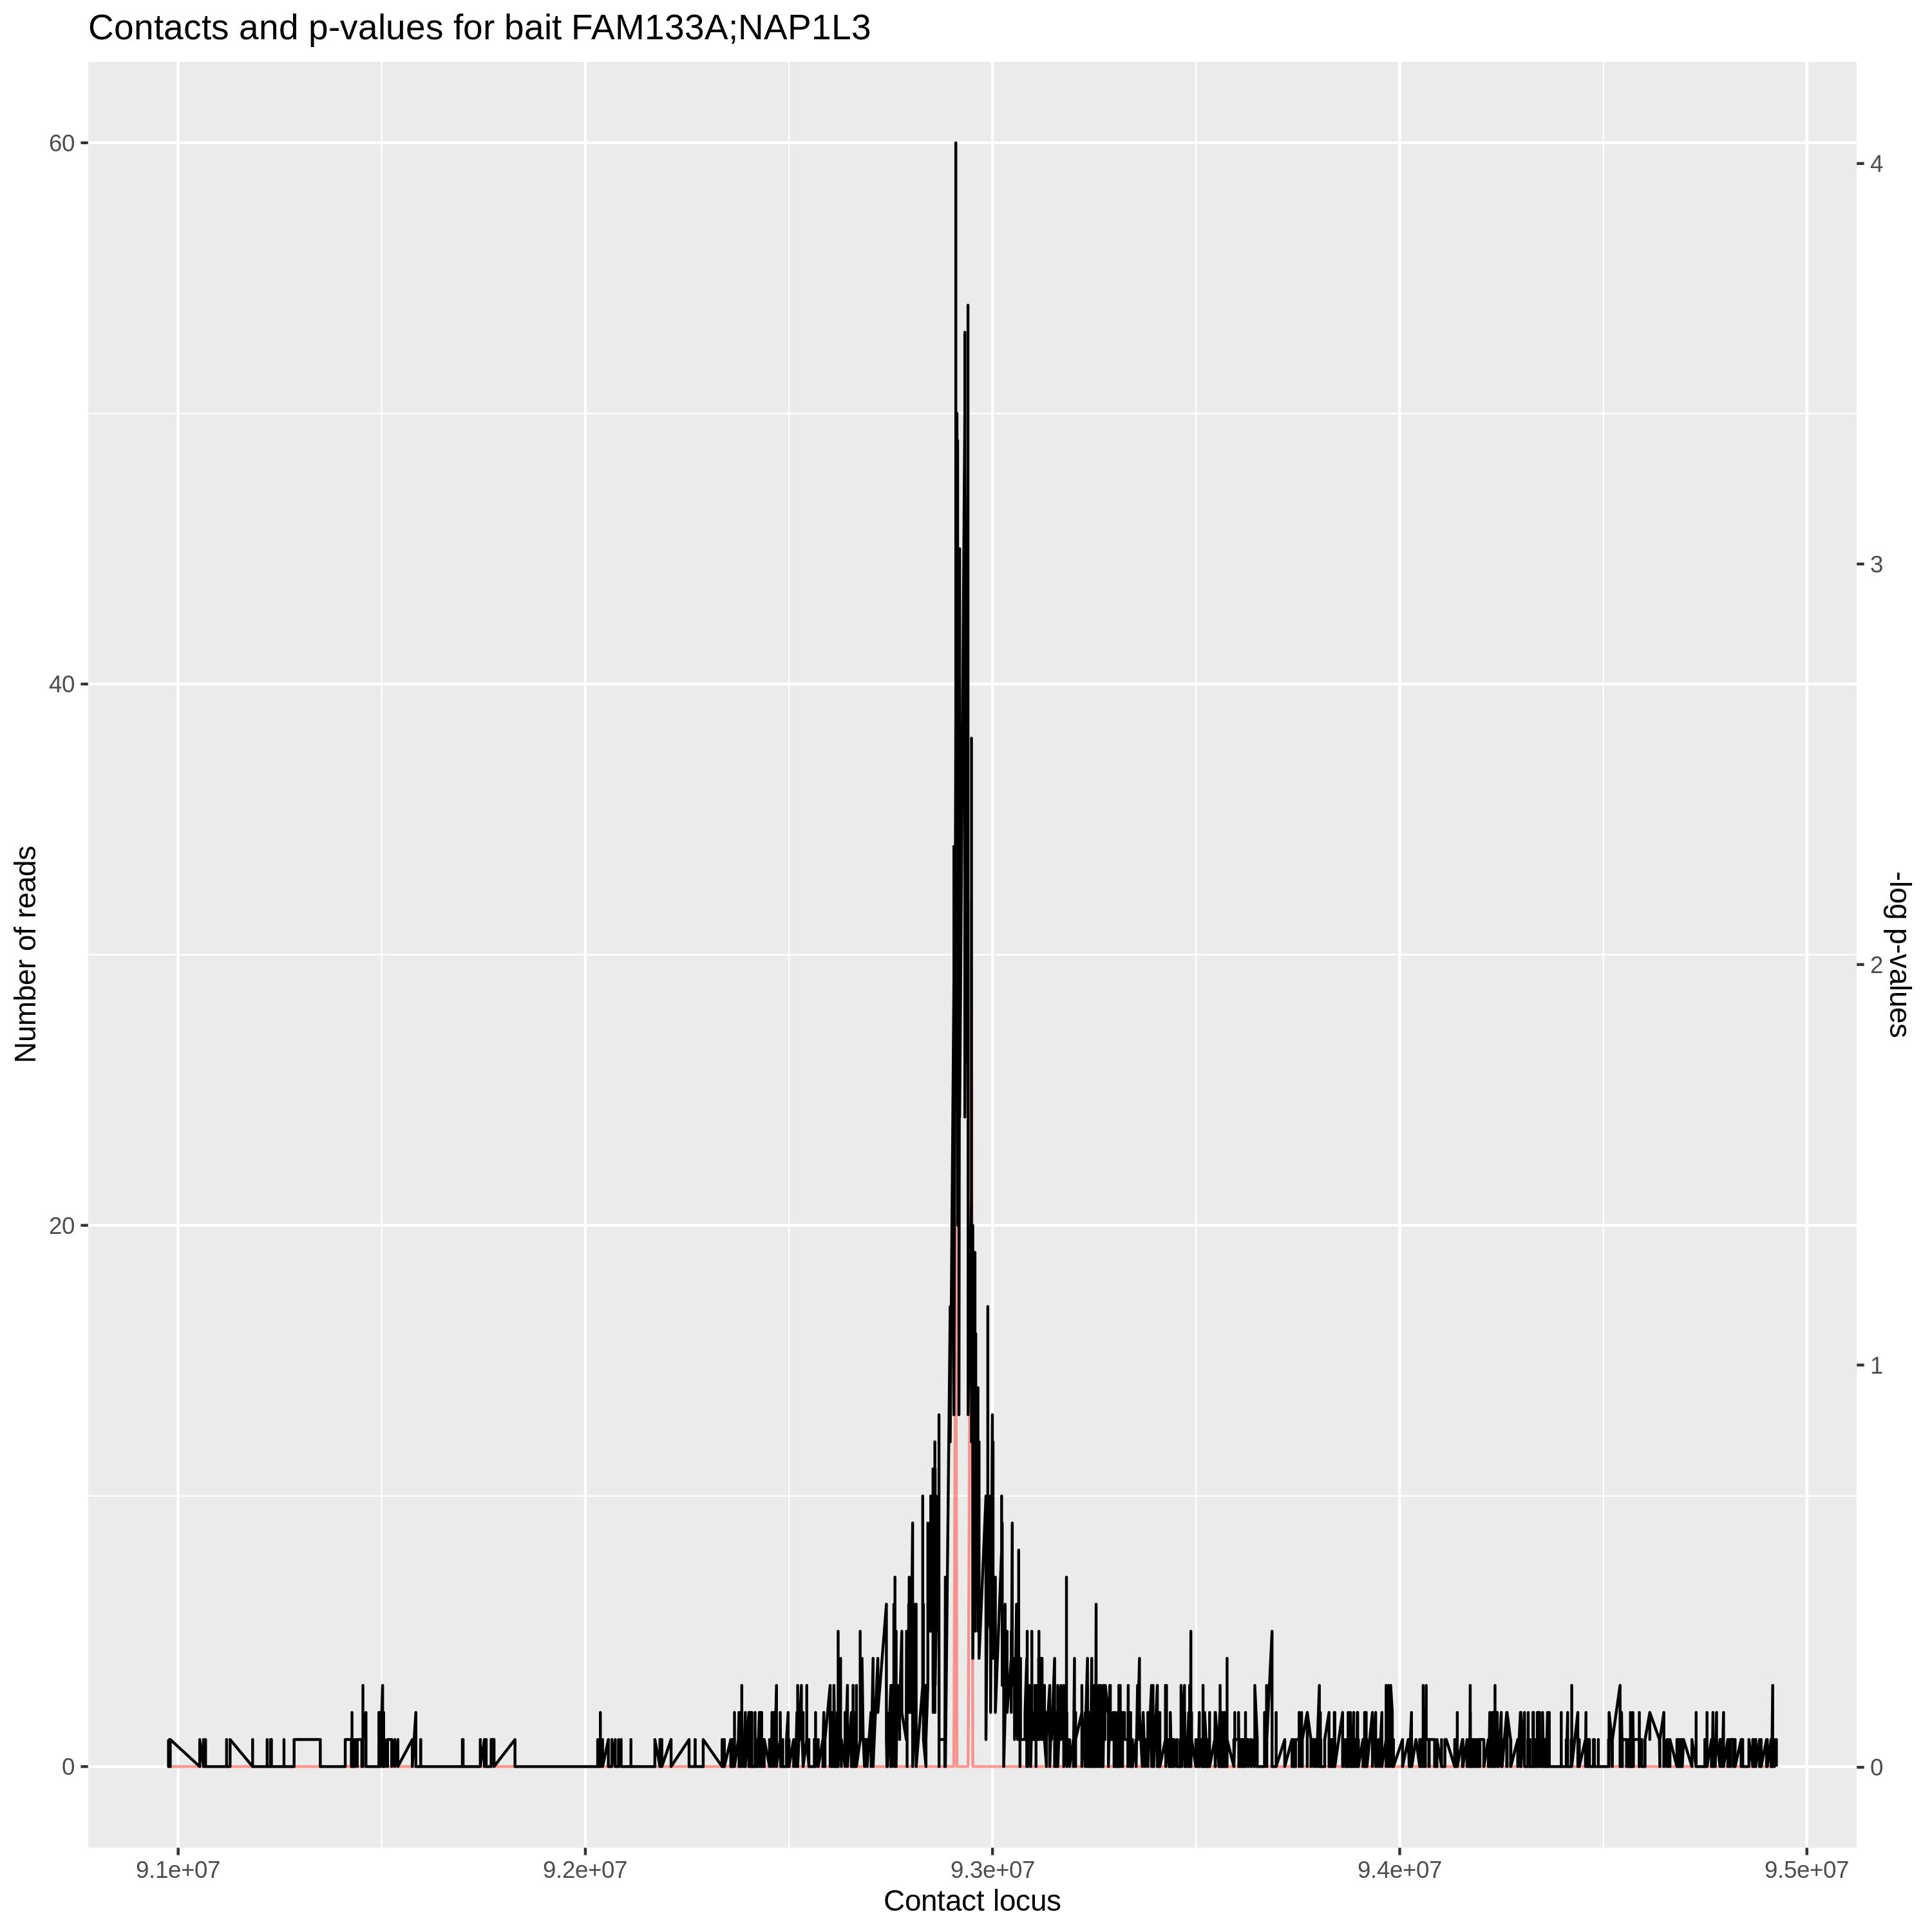 Contacts and p-values for bait FAM133A;NAP1L3
60
40
20
0
Number of reads
4
3
2
1
0
-log p-values
9.1e+07 9.2e+07 9.3e+07 9.4e+07 9.5e+07
Contact locus